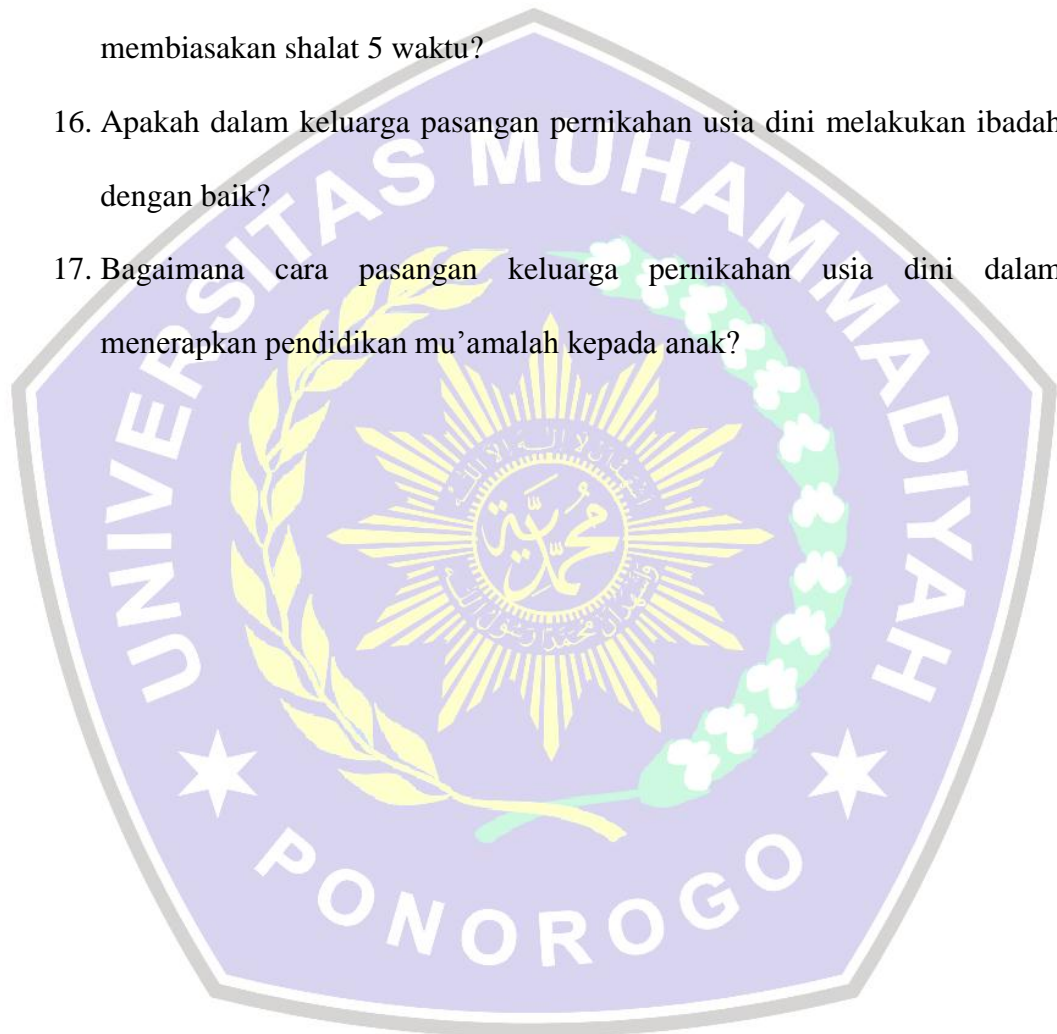 membiasakan shalat 5 waktu?
16. Apakah dalam keluarga pasangan pernikahan usia dini melakukan ibadah
dengan baik?
17. Bagaimana cara pasangan keluarga pernikahan usia dini dalam
menerapkan pendidikan mu’amalah kepada anak?
UNIVERSITAS MUHAMMADIYAH
PONOROGO
محمدية